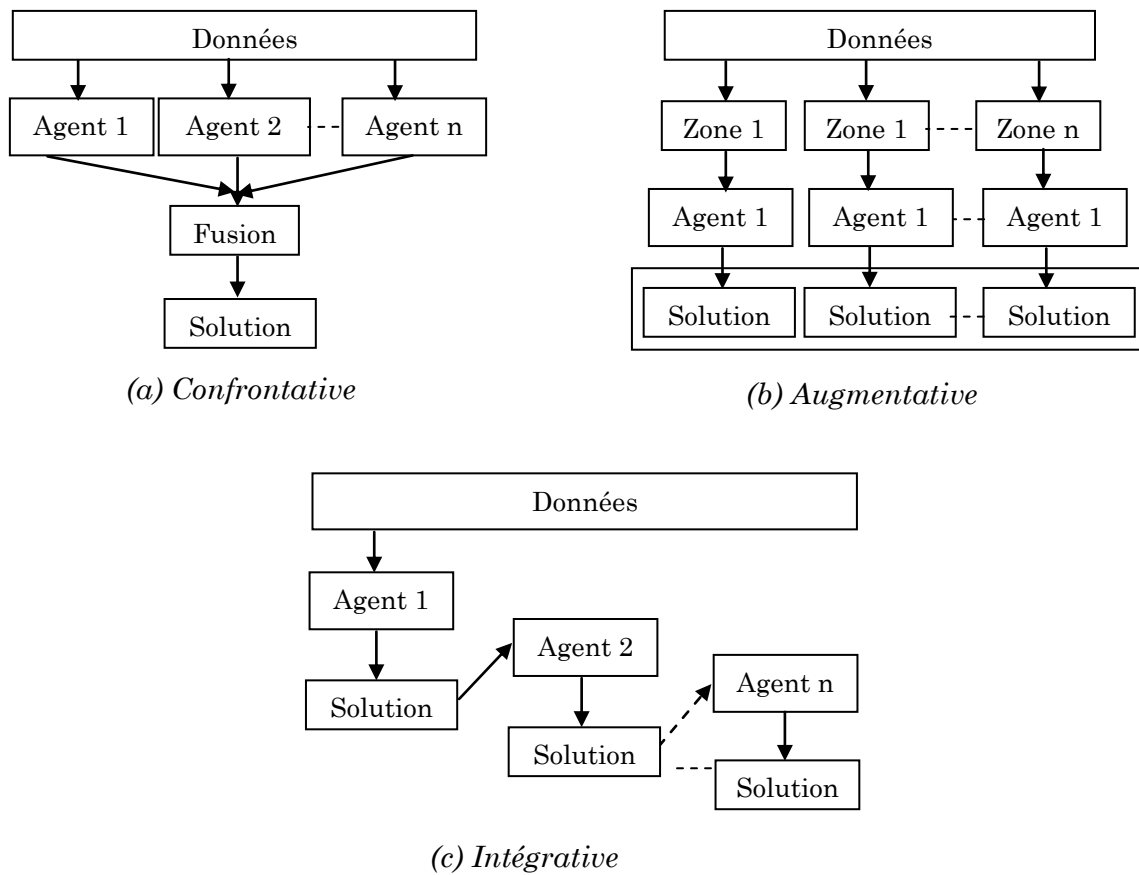 Données
Agent 1 Agent 2 Agent n
Fusion
Solution
(a) Confrontative
Données
Zone 1 Zone 1 Zone n
Agent 1 Agent 1 Agent 1
Solution Solution Solution
(b) Augmentative
Données
Agent 1
Solution
Agent 2
Solution
Agent n
Solution
(c) Intégrative